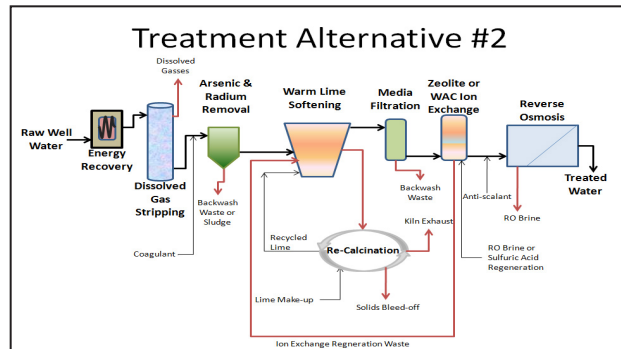 Treatment Alternative #2
Dissolved
Gasses
Arsenic &
Radium
Removal
Warm Lime
Softening
Media
Filtration
Zeolite or
WAC Ion
Exchange
Reverse
Osmosis
Raw Well
Water
Energy
Recovery
Dissolved
Gas
Stripping
Backwash
Waste or
Sludge
Coagulant
Recycled
Lime
Re-Calcination
Lime Make-up
Solids Bleed-off
Kiln Exhaust
Backwash
Waste
Anti-scalant
RO Brine
Treated
Water
RO Brine or
Sulfuric Acid
Regeneration
Ion Exchange Regneration Waste